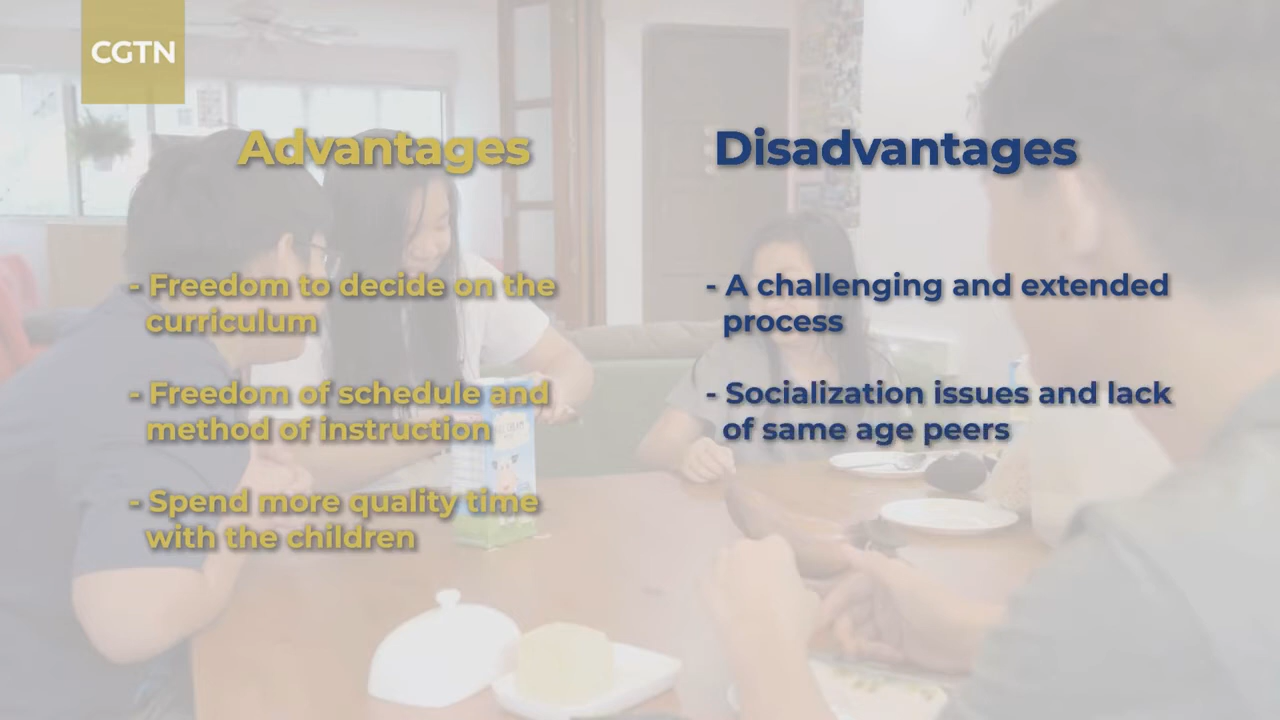 CGTN
Advantages
- Freedom to decide on the
curriculum
- Freedom of schedule and
method of instruction
- Spend more quality time
with the children
Disadvantages
- A challenging and extended
process
- Socialization issues and lack
of same age peers